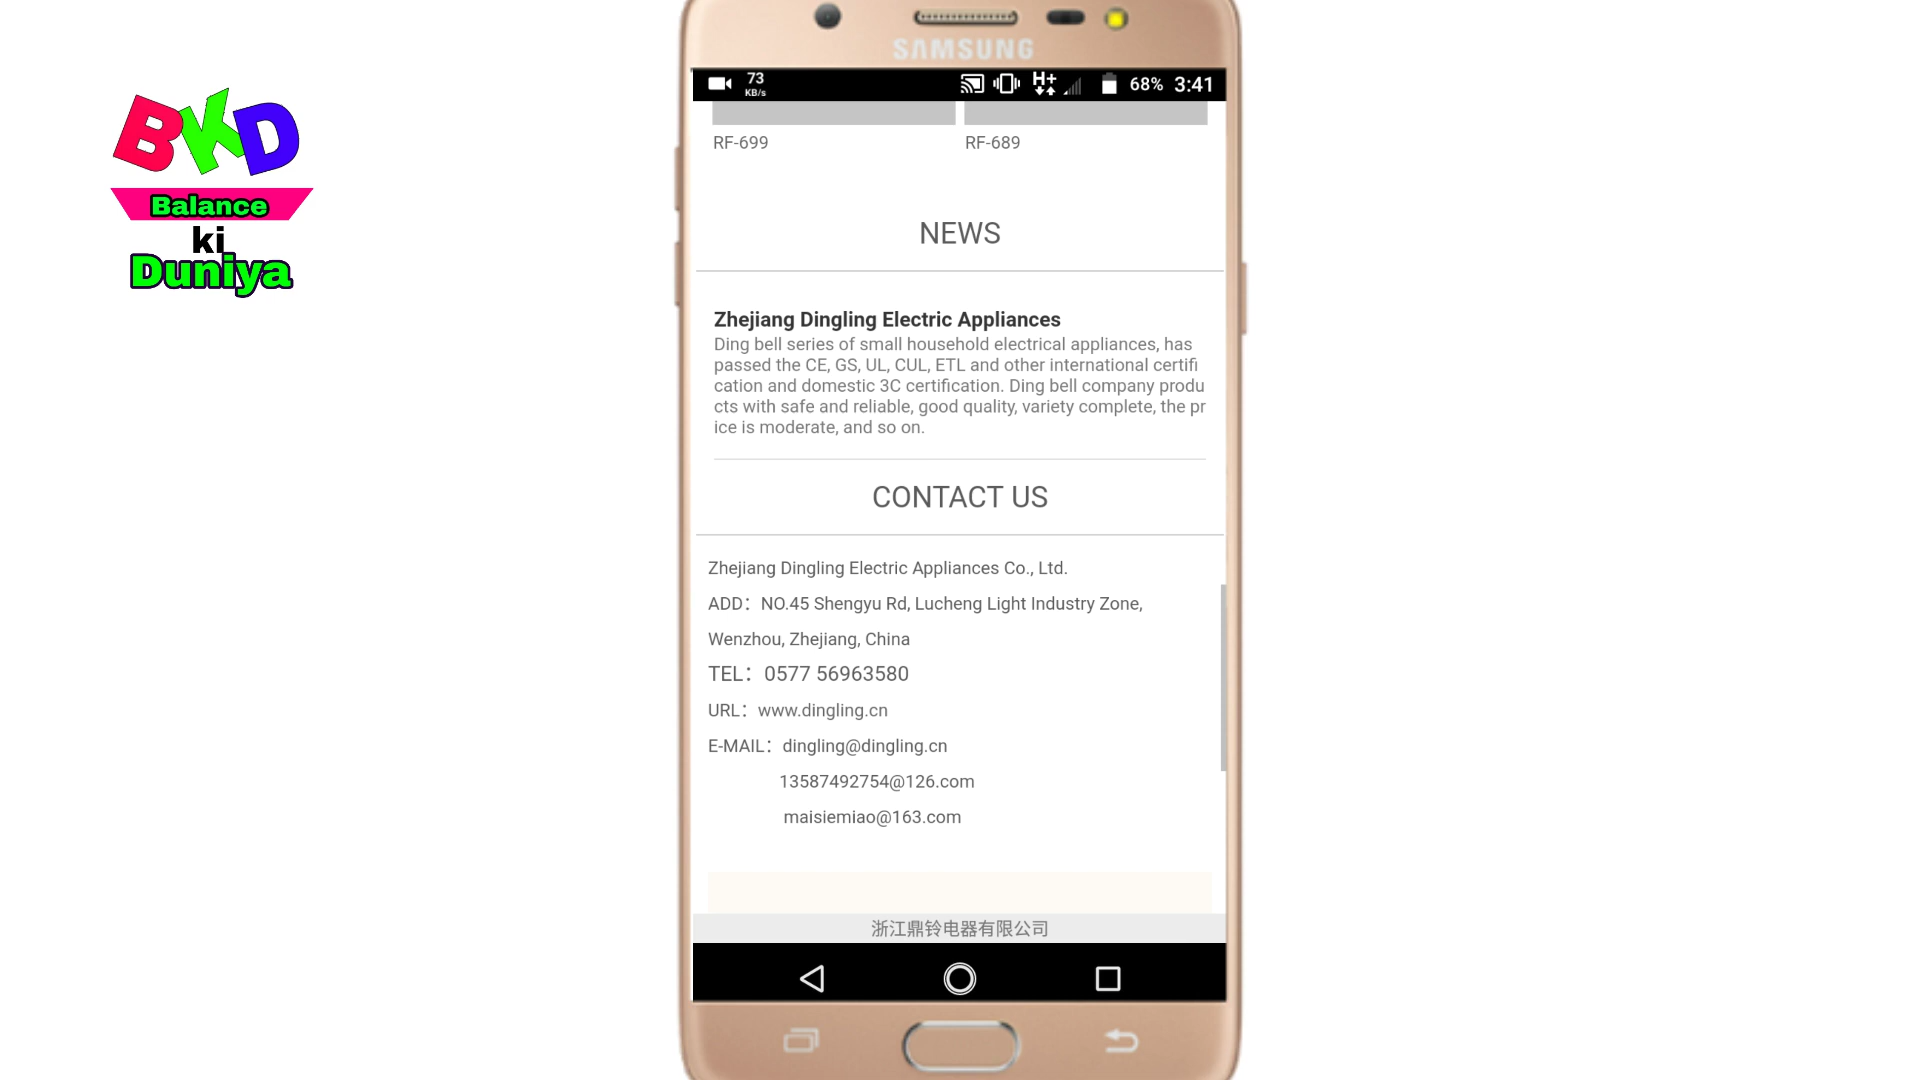 BKD
Balance
ki
Duniya
SAMSUNG
73
KB/s
H+
68%
3:41
RF-699
RF-689
NEWS
Zhejiang Dingling Electric Appliances
Ding bell series of small household electrical appliances, has
passed the CE, GS, UL, CUL, ETL and other international certifi
cation and domestic 3C certification. Ding bell company produ
cts with safe and reliable, good quality, variety complete, the pr
ice is moderate, and so on.
CONTACT US
Zhejiang Dingling Electric Appliances Co., Ltd.
ADD：NO.45 Shengyu Rd, Lucheng Light Industry Zone,
Wenzhou, Zhejiang, China
TEL：0577 56963580
URL：www.dingling.cn
E-MAIL：dingling@dingling.cn
13587492754@126.com
maisiemiao@163.com
浙江鼎铃电器有限公司